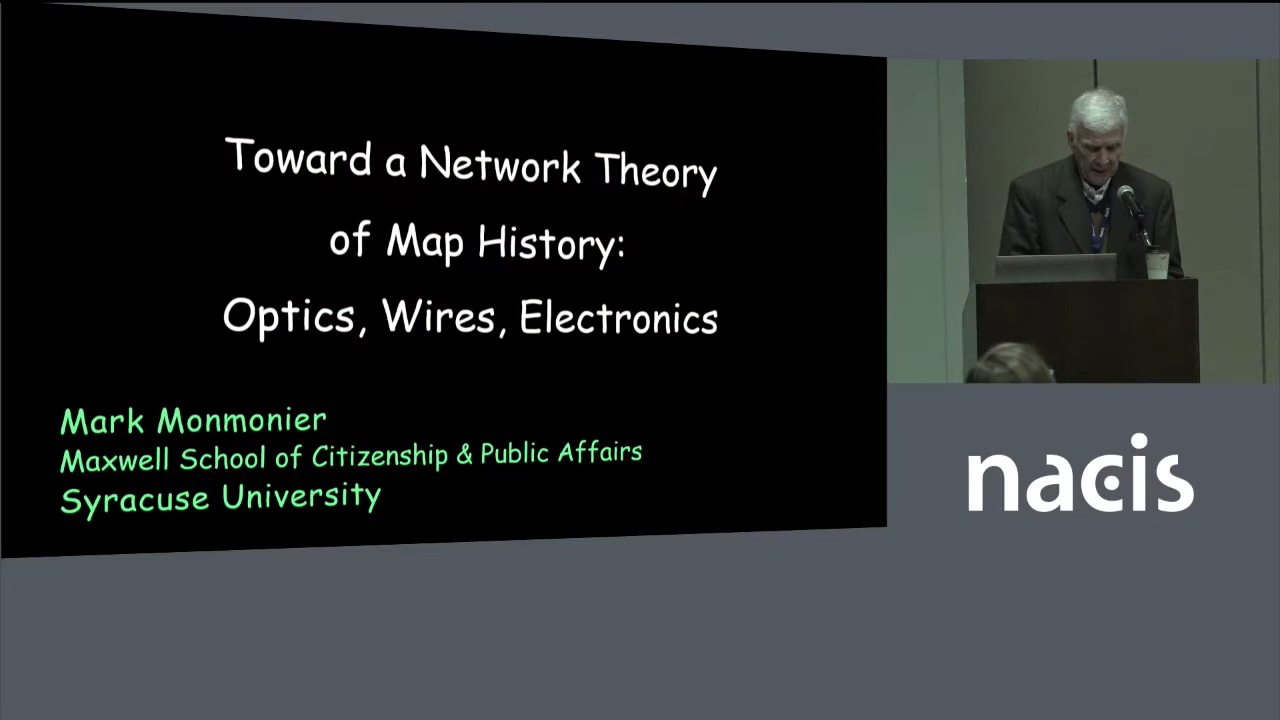 Toward a Network Theory
of Map History:
Optics, Wires, Electronics
Mark Monmonier
Maxwell School of Citizenship & Public Affairs
Syracuse University
nacis